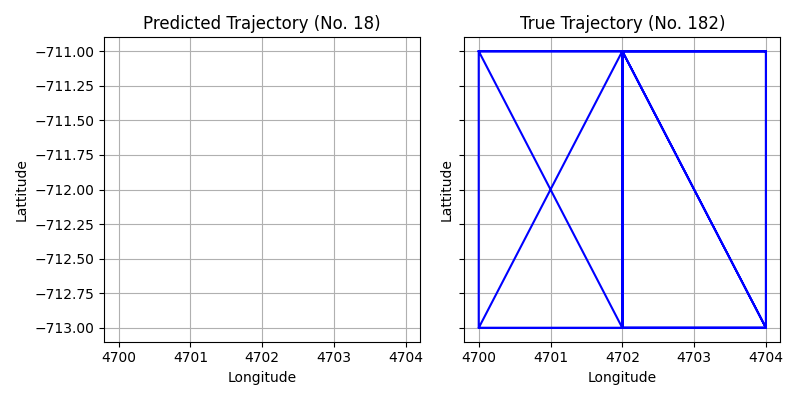 Predicted Trajectory (No. 18)
True Trajectory (No. 182)
−711.00
−711.25
−711.50
−711.75
−712.00
−712.25
−712.50
−712.75
−713.00
Lattitude
4700 4701 4702 4703 4704
Longitude
Lattitude
4700 4701 4702 4703 4704
Longitude